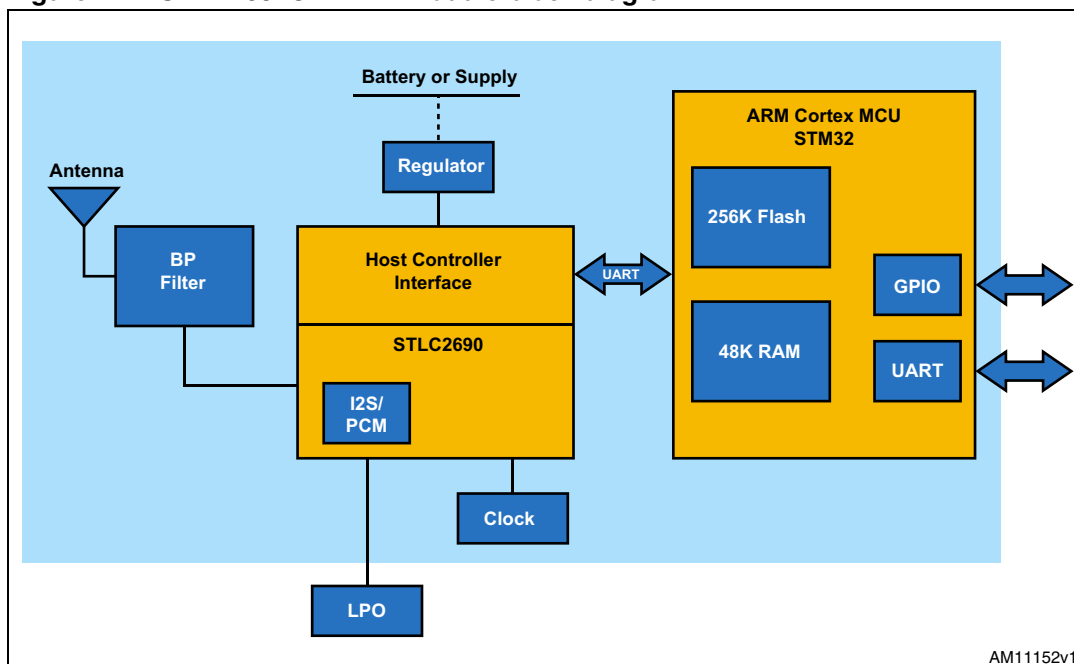 Battery or Supply
ARM Cortex MCU
STM32
Antenna
Regulator
256K Flash
BP
Filter
Host Controller
Interface
UART
GPIO
STLC2690
48K RAM
UART
I2S/
PCM
Clock
LPO
AM11152v1